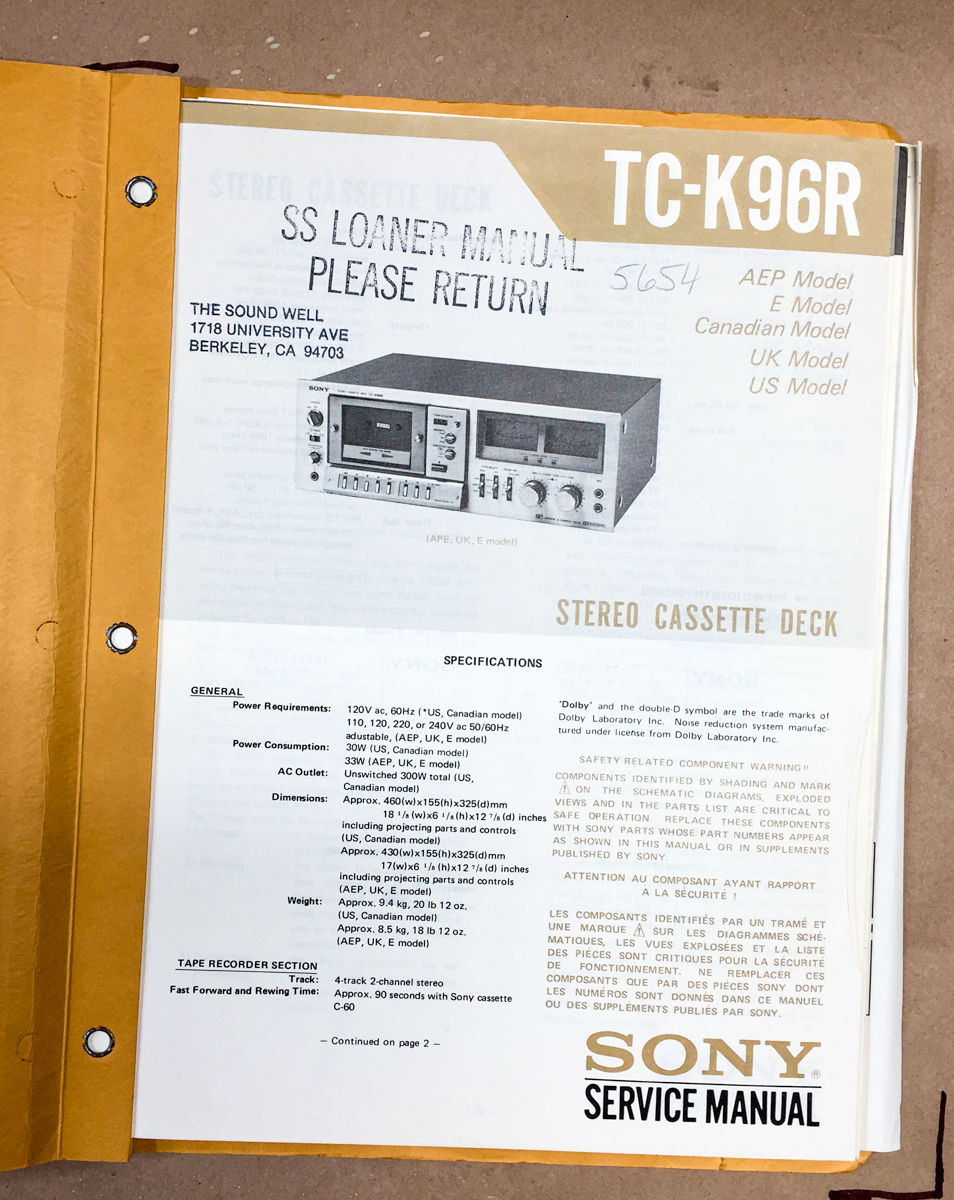 TC-K96R
SS LOANER MANUAL
PLEASE RETURN
5654
THE SOUND WELL
1718 UNIVERSITY AVE
BERKELEY, CA 94703
AEP Model
E Model
Canadian Model
UK Model
US Model
SONY
(APE, UK, E model)
STEREO CASSETTE DECK
SPECIFICATIONS
GENERAL
Power Requirements: 120V ac, 60Hz (*US, Canadian model)
110, 120, 220, or 240V ac 50/60Hz
adustable, (AEP, UK, E model)
Power Consumption: 30W (US, Canadian model)
33W (AEP, UK, E model)
AC Outlet: Unswitched 300W total (US,
Canadian model)
Dimensions: Approx. 460(w)x155(h)x325(d)mm
18 1/8 (w)x6 1/8 (h)x12 7/8 (d) inches
including projecting parts and controls
(US, Canadian model)
Approx. 430(w)x155(h)x325(d)mm
17(w)x6 1/8 (h)x12 7/8 (d) inches
including projecting parts and controls
(AEP, UK, E model)
Weight: Approx. 9.4 kg, 20 lb 12 oz.
(US, Canadian model)
Approx. 8.5 kg, 18 lb 12 oz.
(AEP, UK, E model)
TAPE RECORDER SECTION
Track: 4-track 2-channel stereo
Fast Forward and Rewing Time: Approx. 90 seconds with Sony cassette
C-60
— Continued on page 2 —
'Dolby' and the double-D symbol are the trade marks of
Dolby Laboratory Inc. Noise reduction system manufac-
tured under license from Dolby Laboratory Inc.
SAFETY RELATED COMPONENT WARNING!!
COMPONENTS IDENTIFIED BY SHADING AND MARK
⚠ ON THE SCHEMATIC DIAGRAMS, EXPLODED
VIEWS AND IN THE PARTS LIST ARE CRITICAL TO
SAFE OPERATION. REPLACE THESE COMPONENTS
WITH SONY PARTS WHOSE PART NUMBERS APPEAR
AS SHOWN IN THIS MANUAL OR IN SUPPLEMENTS
PUBLISHED BY SONY.
ATTENTION AU COMPOSANT AYANT RAPPORT
À LA SÉCURITÉ !
LES COMPOSANTS IDENTIFIÉS PAR UN TRAMÉ ET
UNE MARQUE ⚠ SUR LES DIAGRAMMES SCHÉ-
MATIQUES, LES VUES EXPLOSÉES ET LA LISTE
DES PIÈCES SONT CRITIQUES POUR LA SÉCURITÉ
DE FONCTIONNEMENT. NE REMPLACER CES
COMPOSANTS QUE PAR DES PIÈCES SONY DONT
LES NUMÉROS SONT DONNÉS DANS CE MANUEL
OU DES SUPPLÉMENTS PUBLIÉS PAR SONY.
SONY®
SERVICE MANUAL